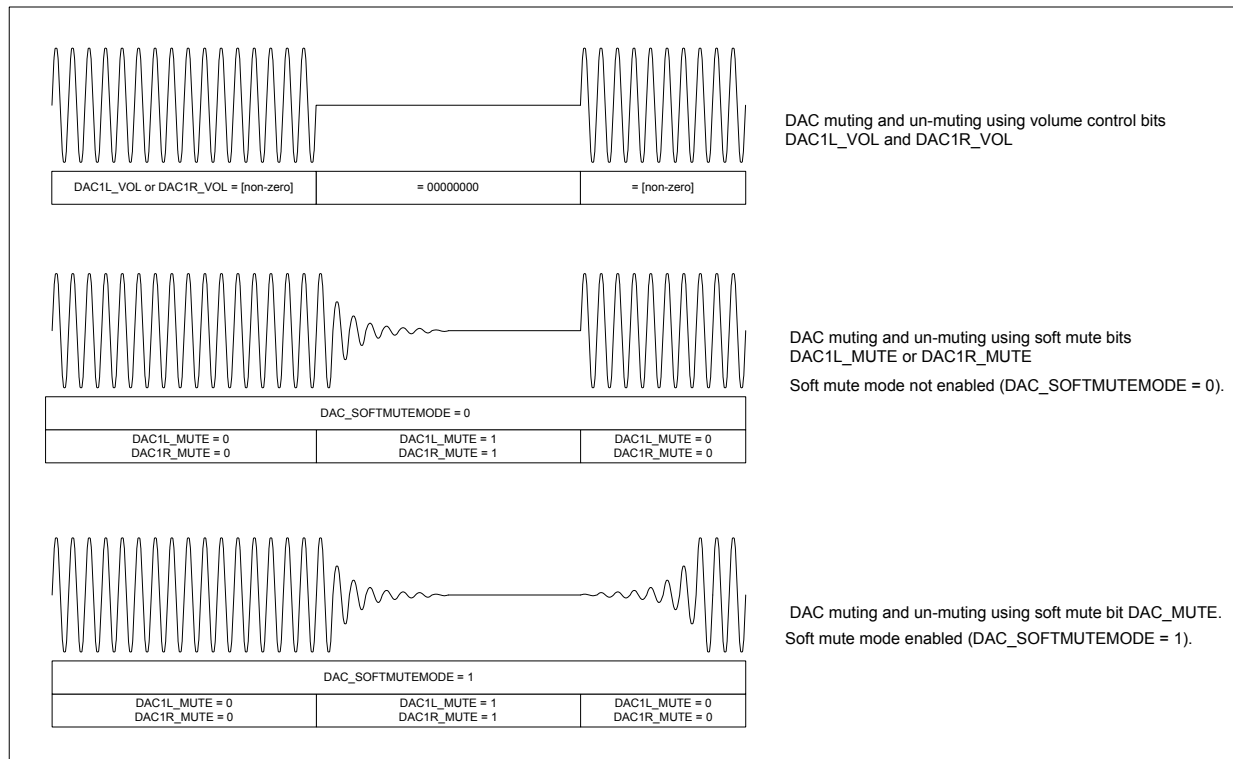 DAC muting and un-muting using volume control bits
DAC1L_VOL and DAC1R_VOL
DAC1L_VOL or DAC1R_VOL = [non-zero]
= 00000000
= [non-zero]
DAC muting and un-muting using soft mute bits
DAC1L_MUTE or DAC1R_MUTE
Soft mute mode not enabled (DAC_SOFTMUTEMODE = 0).
DAC_SOFTMUTEMODE = 0
DAC1L_MUTE = 0
DAC1R_MUTE = 0
DAC1L_MUTE = 1
DAC1R_MUTE = 1
DAC1L_MUTE = 0
DAC1R_MUTE = 0
DAC muting and un-muting using soft mute bit DAC_MUTE.
Soft mute mode enabled (DAC_SOFTMUTEMODE = 1).
DAC_SOFTMUTEMODE = 1
DAC1L_MUTE = 0
DAC1R_MUTE = 0
DAC1L_MUTE = 1
DAC1R_MUTE = 1
DAC1L_MUTE = 0
DAC1R_MUTE = 0